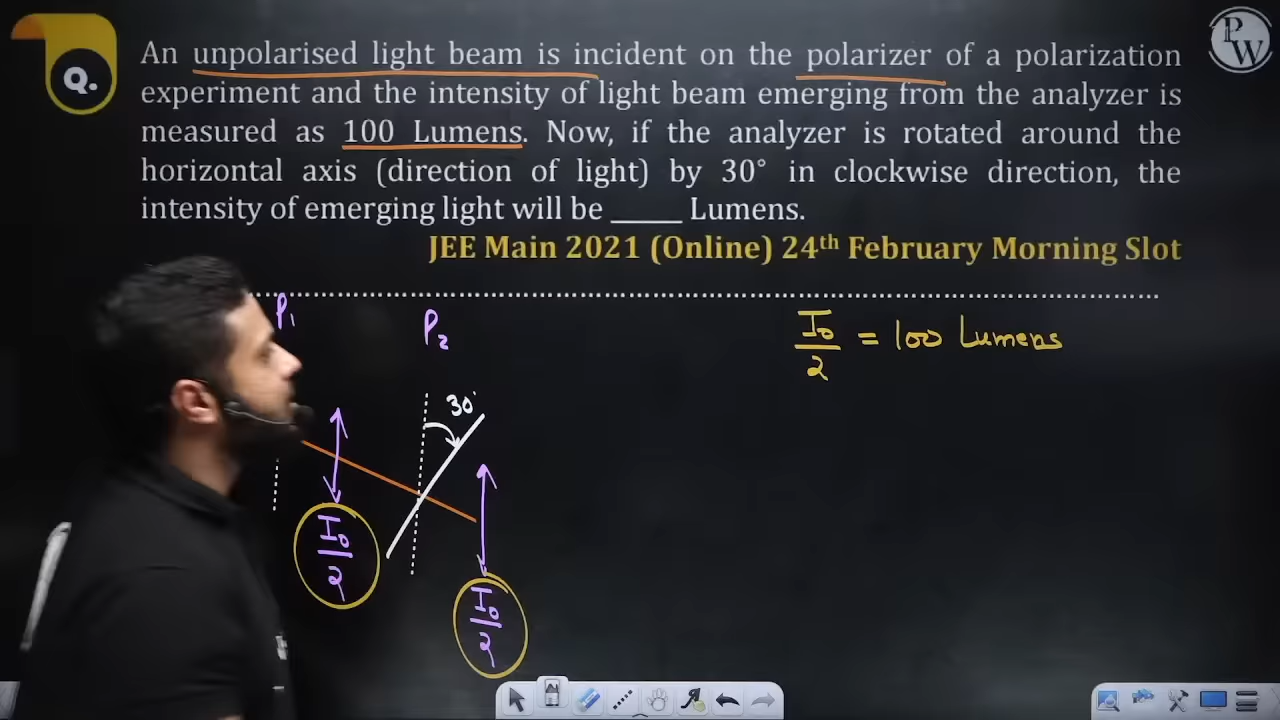 Q.
An unpolarised light beam is incident on the polarizer of a polarization
experiment and the intensity of light beam emerging from the analyzer is
measured as 100 Lumens. Now, if the analyzer is rotated around the
horizontal axis (direction of light) by 30° in clockwise direction, the
intensity of emerging light will be _____ Lumens.
JEE Main 2021 (Online) 24th February Morning Slot
PW
P1
P2
I0/2 = 100 Lumens
30°
I0/2
I0/2